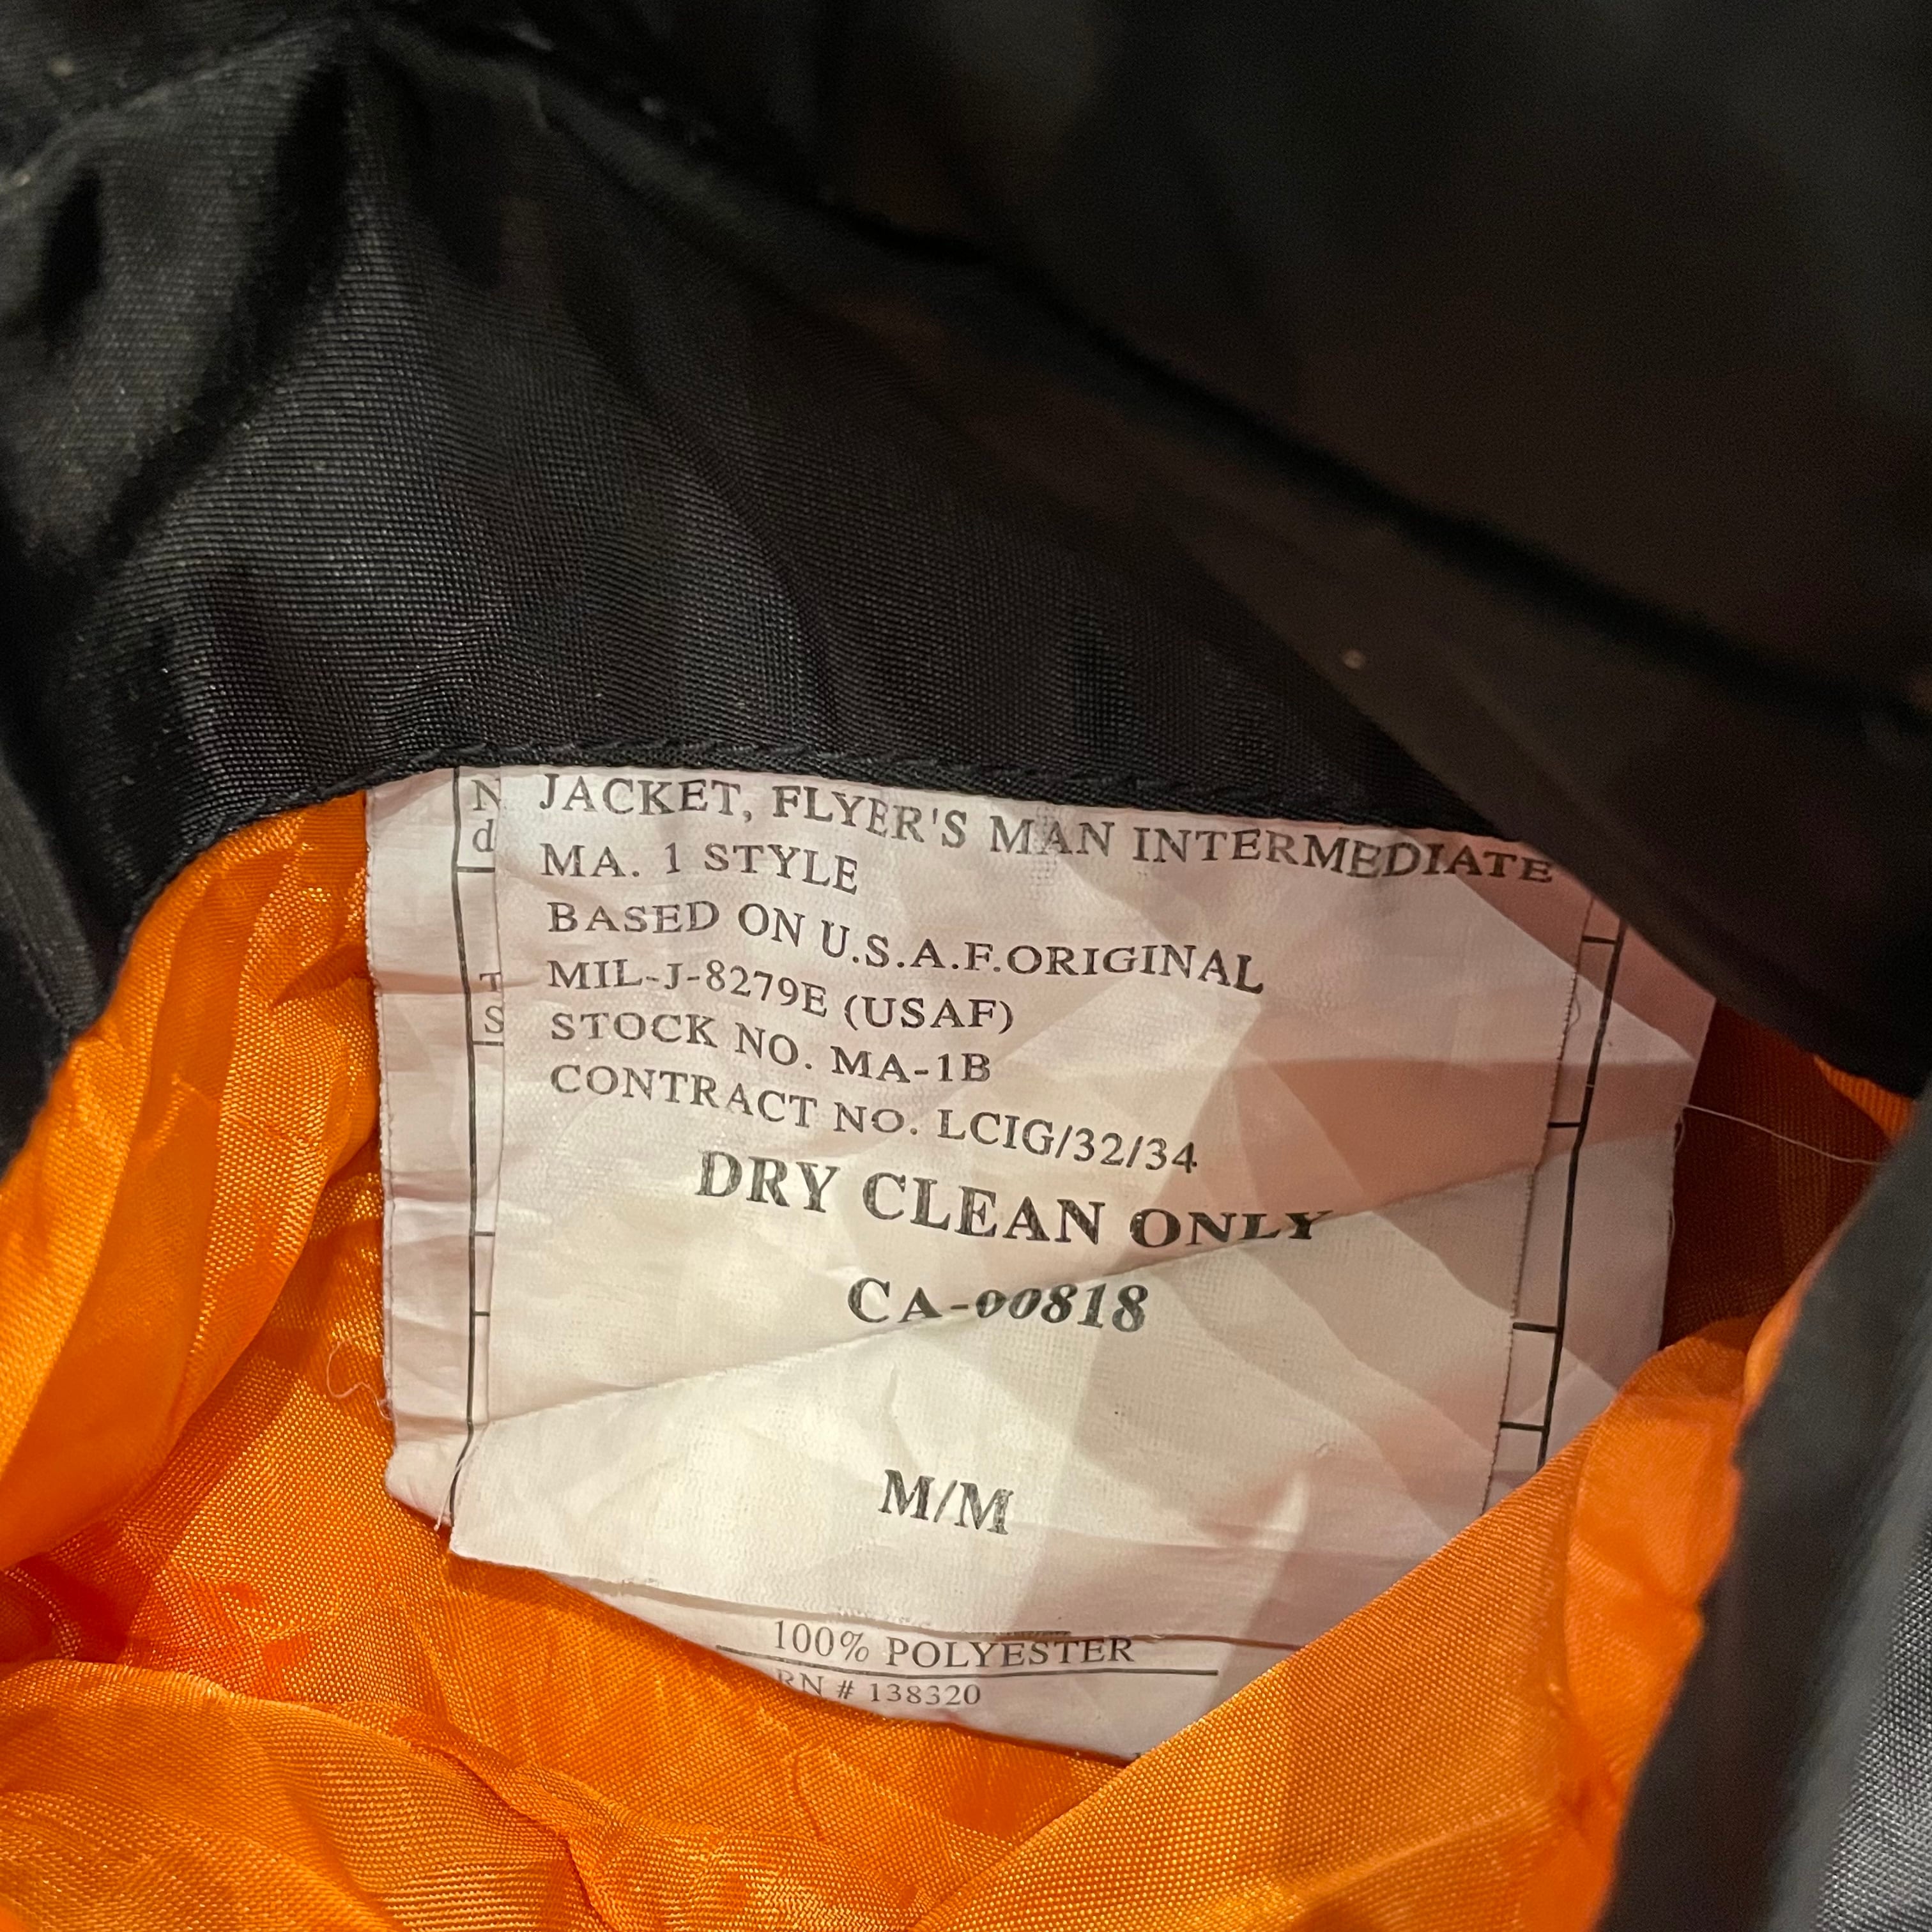 JACKET, FLYER'S MAN INTERMEDIATE
MA. 1 STYLE
BASED ON U.S.A.F.ORIGINAL
MIL-J-8279E (USAF)
STOCK NO. MA-1B
CONTRACT NO. LCIG/32/34
DRY CLEAN ONLY
CA-00818
M/M
100% POLYESTER
RN # 138320